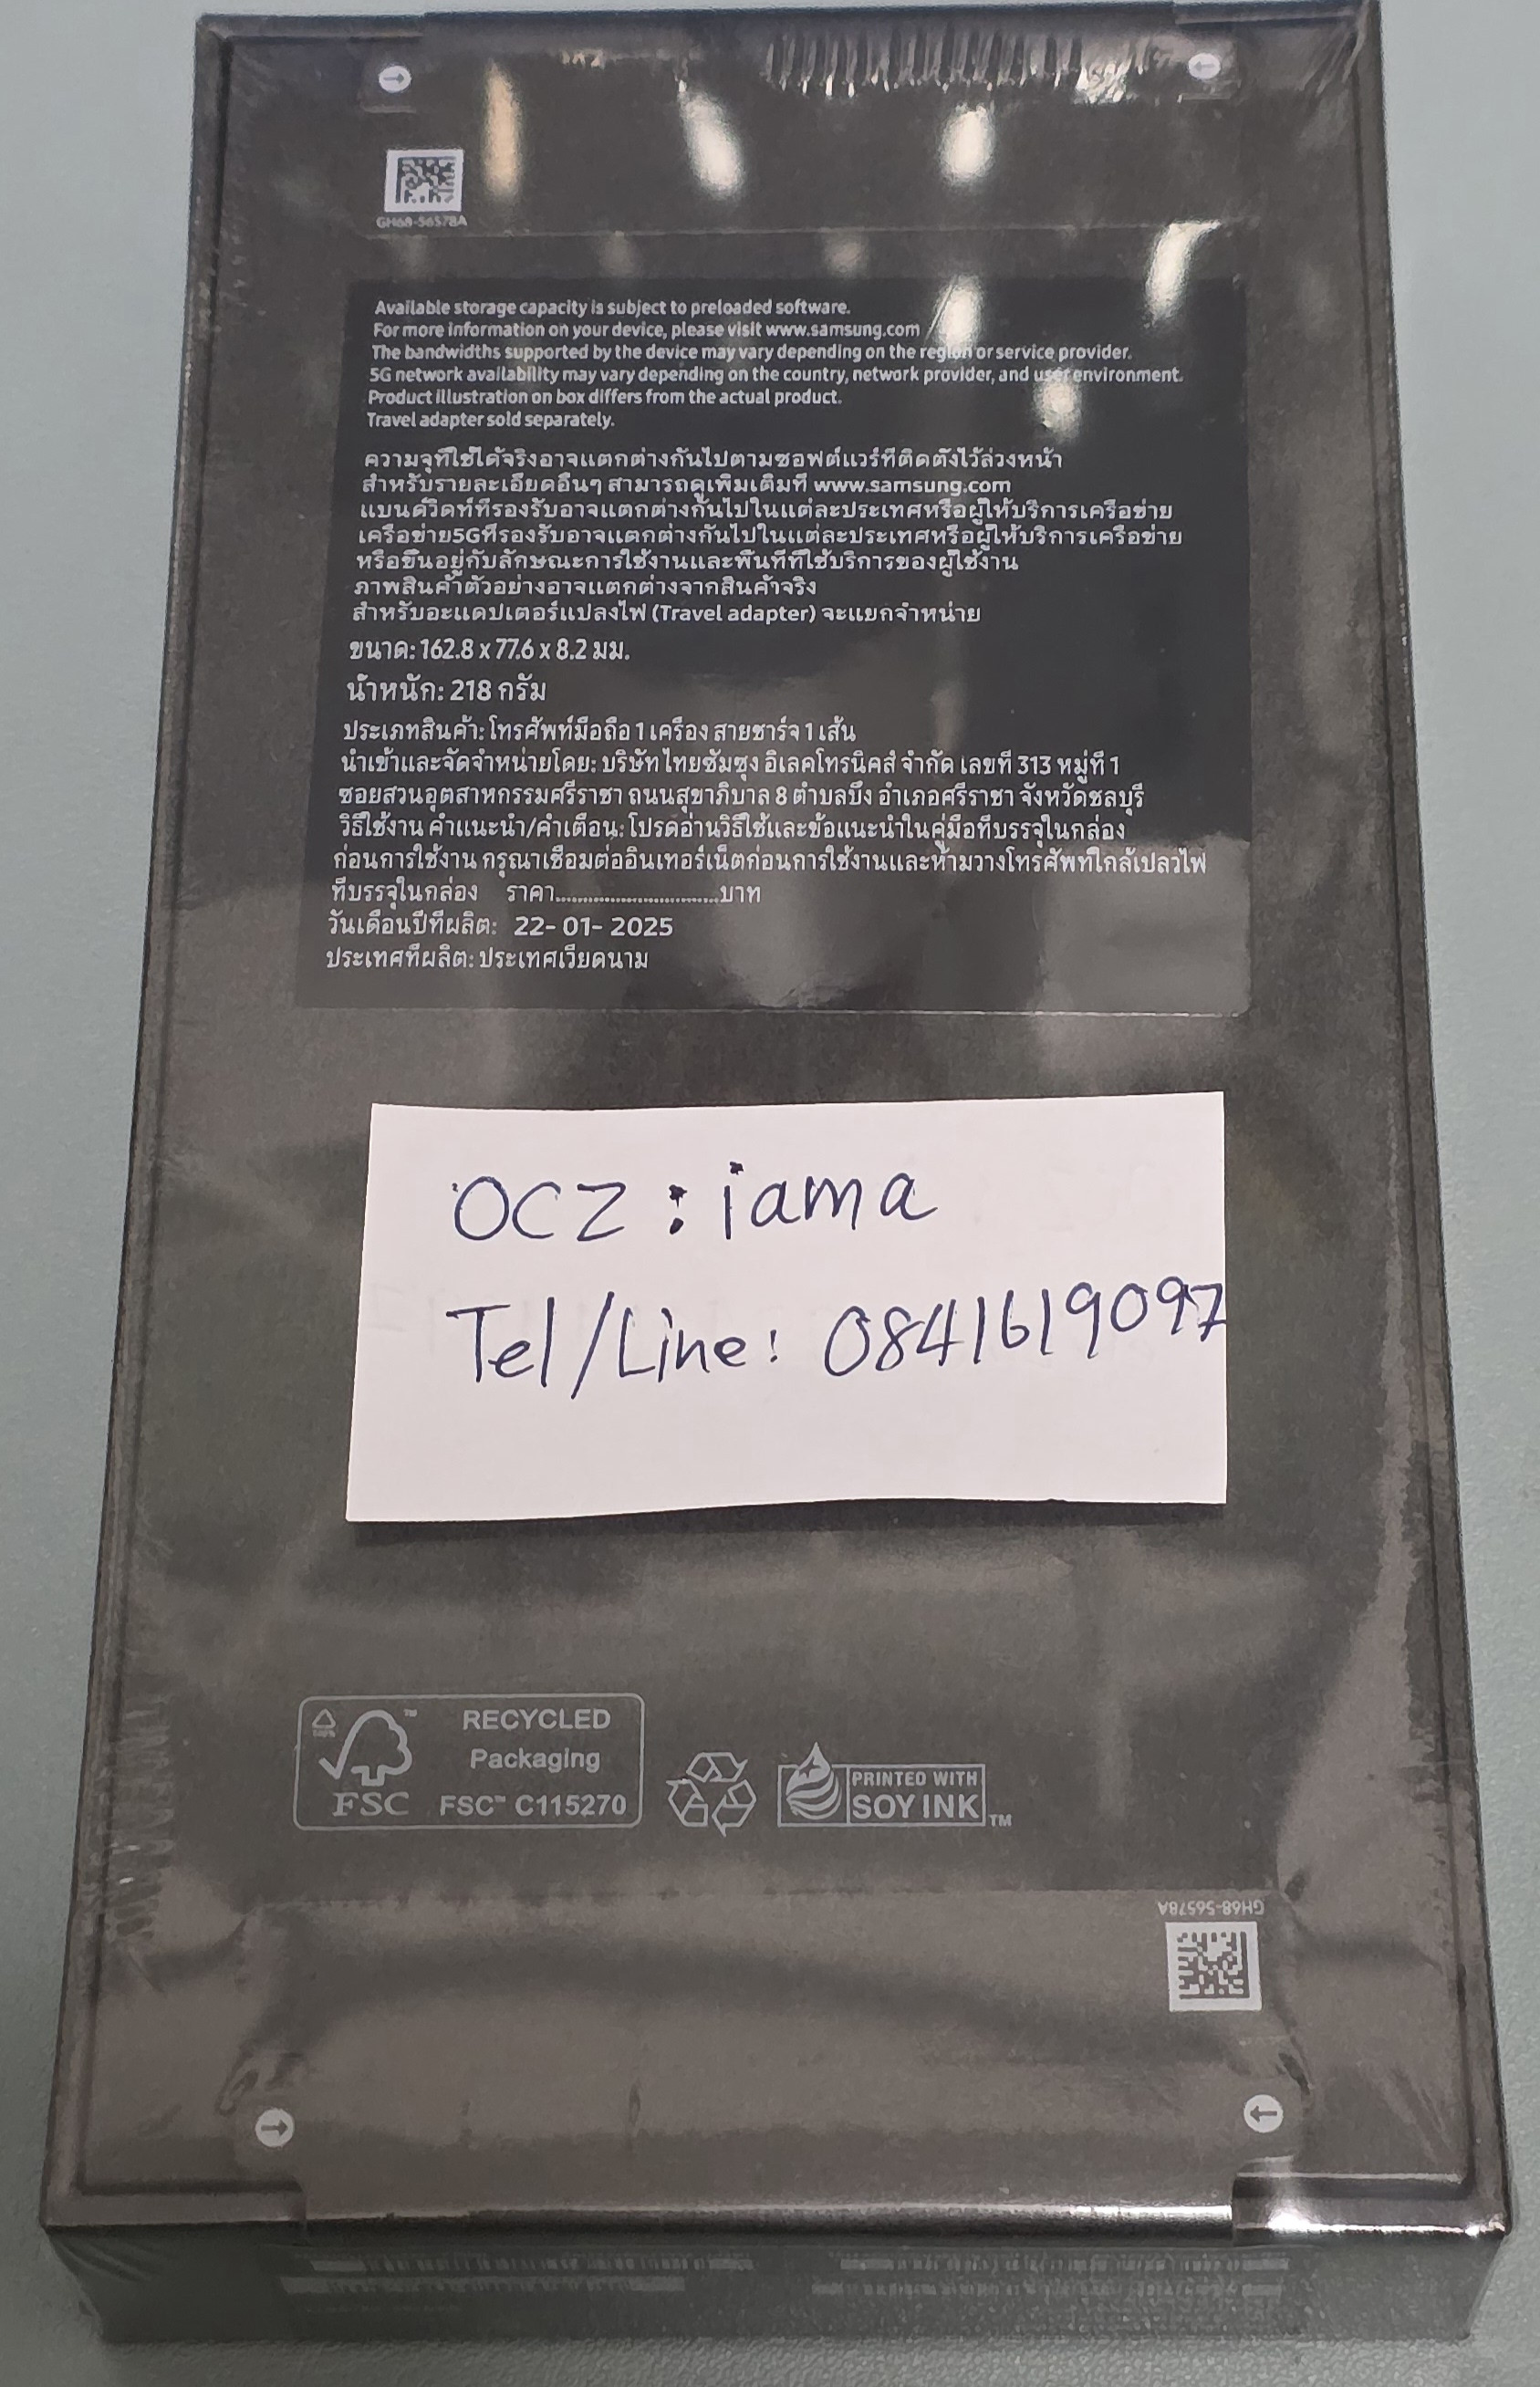 GH68-56578A
Available storage capacity is subject to preloaded software.
For more information on your device, please visit www.samsung.com
The bandwidths supported by the device may vary depending on the region or service provider.
5G network availability may vary depending on the country, network provider, and user environment.
Product illustration on box differs from the actual product.
Travel adapter sold separately.
ความจุที่ใช้ได้จริงอาจแตกต่างกันไปตามซอฟต์แวร์ที่ติดตั้งไว้ล่วงหน้า
สำหรับรายละเอียดอื่นๆ สามารถดูเพิ่มเติมที่ www.samsung.com
แบนด์วิดท์ที่รองรับอาจแตกต่างกันไปในแต่ละประเทศหรือผู้ให้บริการเครือข่าย
เครือข่าย5Gที่รองรับอาจแตกต่างกันไปในแต่ละประเทศหรือผู้ให้บริการเครือข่าย
หรือขึ้นอยู่กับลักษณะการใช้งานและพื้นที่ที่ใช้บริการของผู้ใช้งาน
ภาพสินค้าตัวอย่างอาจแตกต่างจากสินค้าจริง
สำหรับอะแดปเตอร์แปลงไฟ (Travel adapter) จะแยกจำหน่าย
ขนาด: 162.8 x 77.6 x 8.2 มม.
น้ำหนัก: 218 กรัม
ประเภทสินค้า: โทรศัพท์มือถือ 1 เครื่อง สายชาร์จ 1 เส้น
นำเข้าและจัดจำหน่ายโดย: บริษัท ไทยซัมซุง อิเลคโทรนิคส์ จำกัด เลขที่ 313 หมู่ที่ 1
ซอยสวนอุตสาหกรรมศรีราชา ถนนสุขาภิบาล 8 ตำบลบึง อำเภอศรีราชา จังหวัดชลบุรี
วิธีใช้งาน คำแนะนำ/คำเตือน: โปรดอ่านวิธีใช้และข้อแนะนำในคู่มือที่บรรจุในกล่อง
ก่อนการใช้งาน กรุณาเชื่อมต่ออินเทอร์เน็ตก่อนการใช้งานและห้ามวางโทรศัพท์ใกล้เปลวไฟ
ที่บรรจุในกล่อง ราคา..............................บาท
วันเดือนปีที่ผลิต: 22- 01- 2025
ประเทศที่ผลิต: ประเทศเวียดนาม
OCZ : iama
Tel/Line: 0841619097
RECYCLED
Packaging
FSC FSC™ C115270
PRINTED WITH
SOY INK™
GH68-56578A